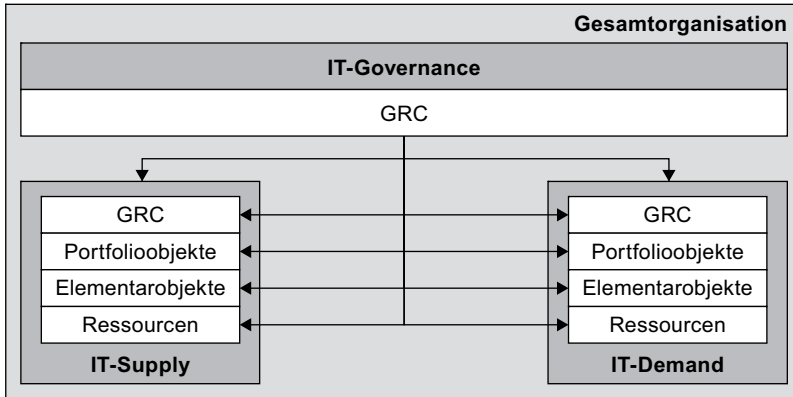 Gesamtorganisation
IT-Governance
GRC
GRC
Portfolioobjekte
Elementarobjekte
Ressourcen
IT-Supply
GRC
Portfolioobjekte
Elementarobjekte
Ressourcen
IT-Demand